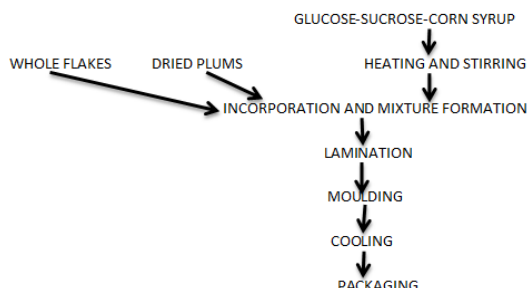 GLUCOSE-SUCROSE-CORN SYRUP
WHOLE FLAKES
DRIED PLUMS
HEATING AND STIRRING
INCORPORATION AND MIXTURE FORMATION
LAMINATION
MOULDING
COOLING
PACKAGING